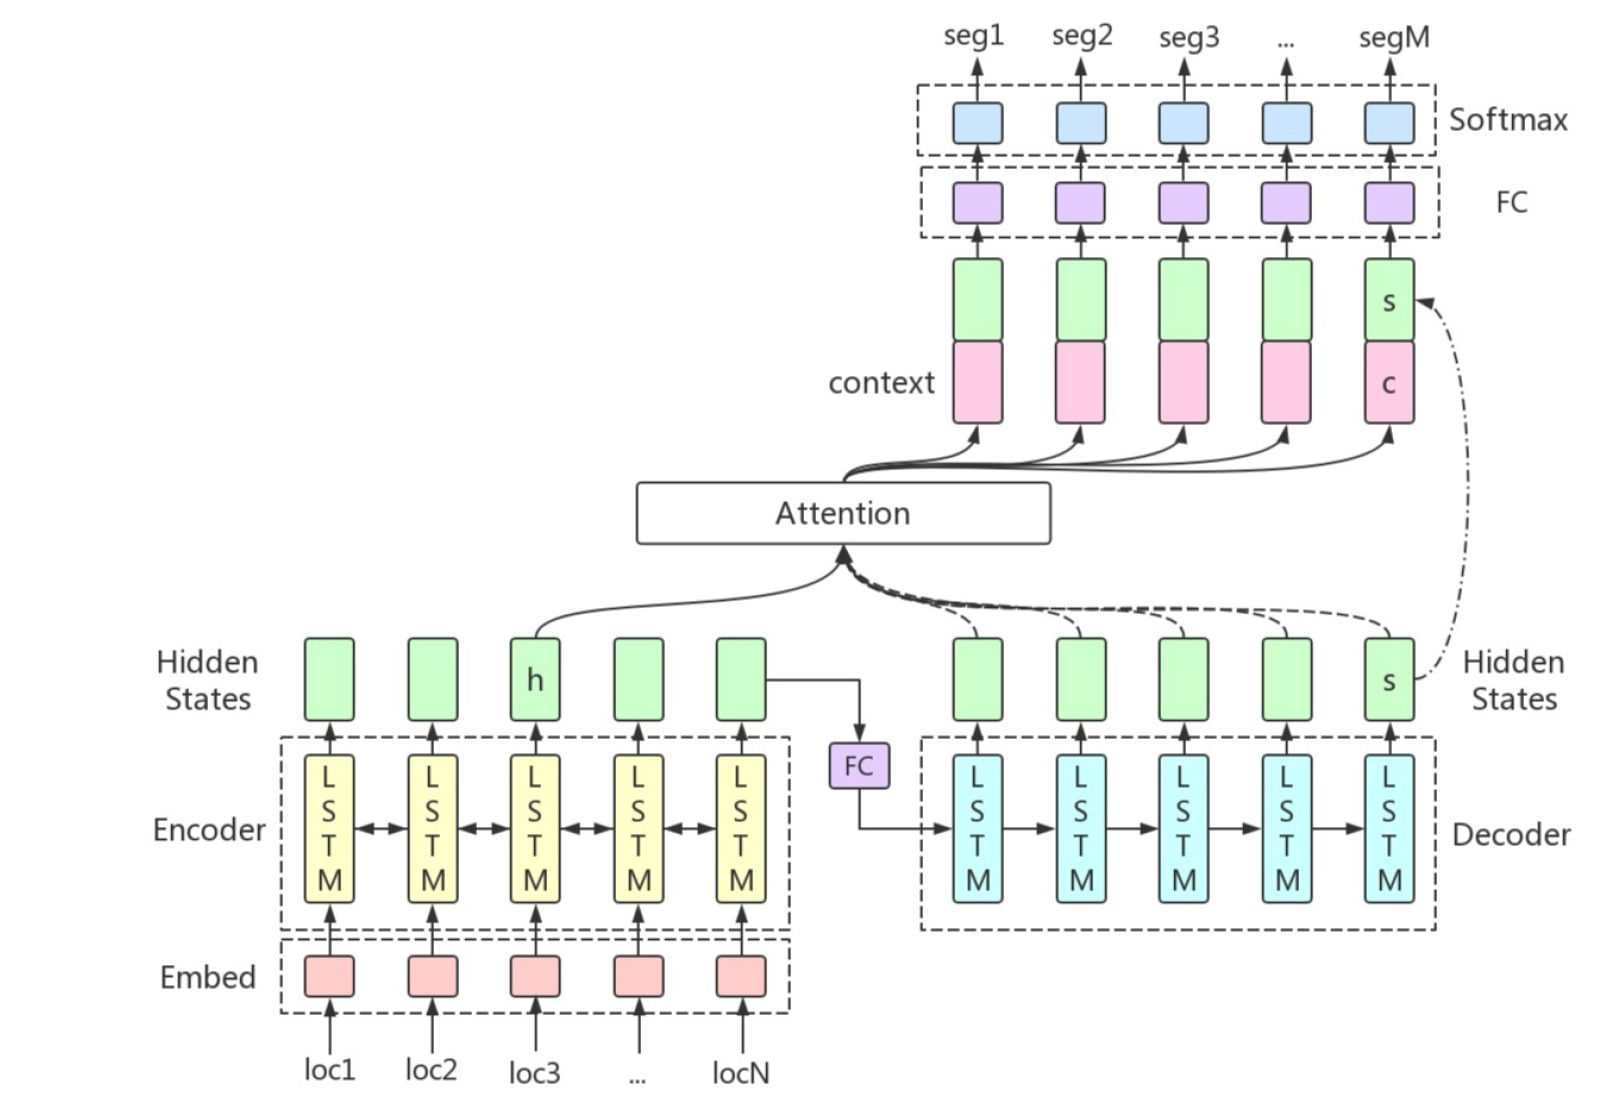 seg1 seg2 seg3 ... segM
Softmax
FC
s
context
c
Attention
Hidden States
h
s
Hidden States
FC
Encoder
LSTM LSTM LSTM LSTM LSTM
LSTM LSTM LSTM LSTM LSTM
Decoder
Embed
loc1 loc2 loc3 ... locN